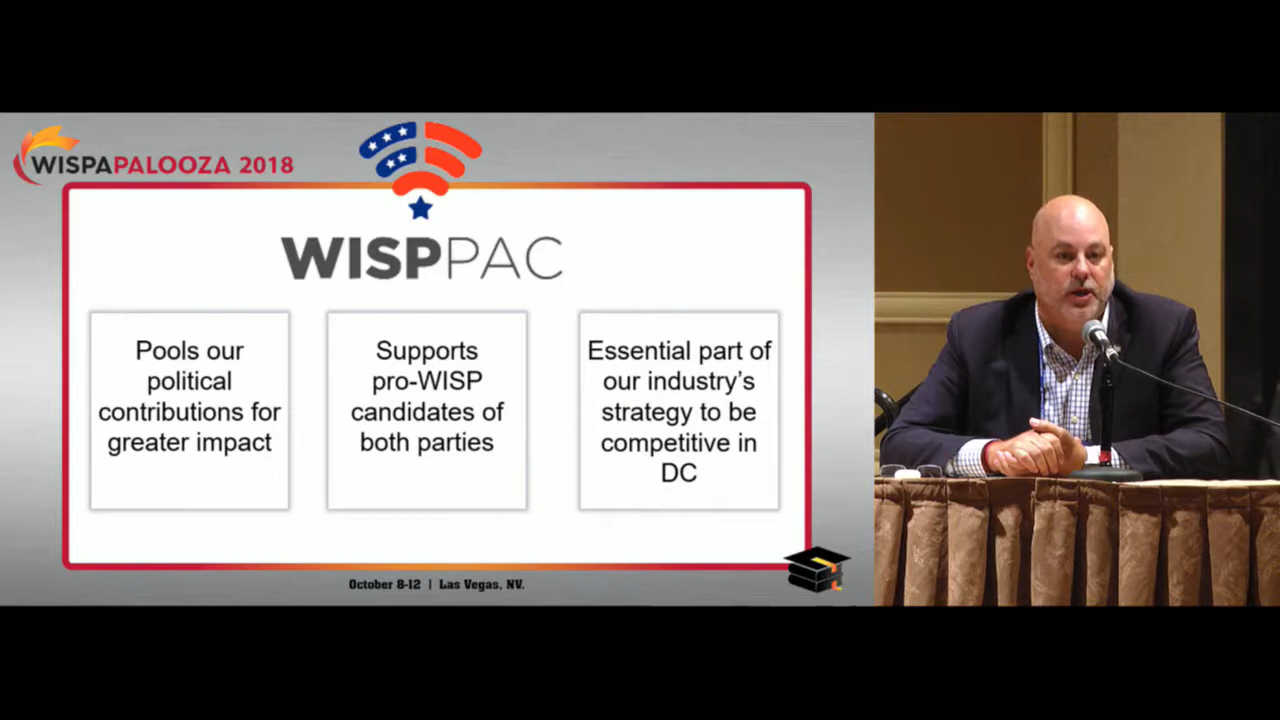 WISPAPALOOZA 2018
WISPPAC
Pools our
political
contributions for
greater impact
Supports
pro-WISP
candidates of
both parties
Essential part of
our industry’s
strategy to be
competitive in
DC
October 8-12 | Las Vegas, NV.